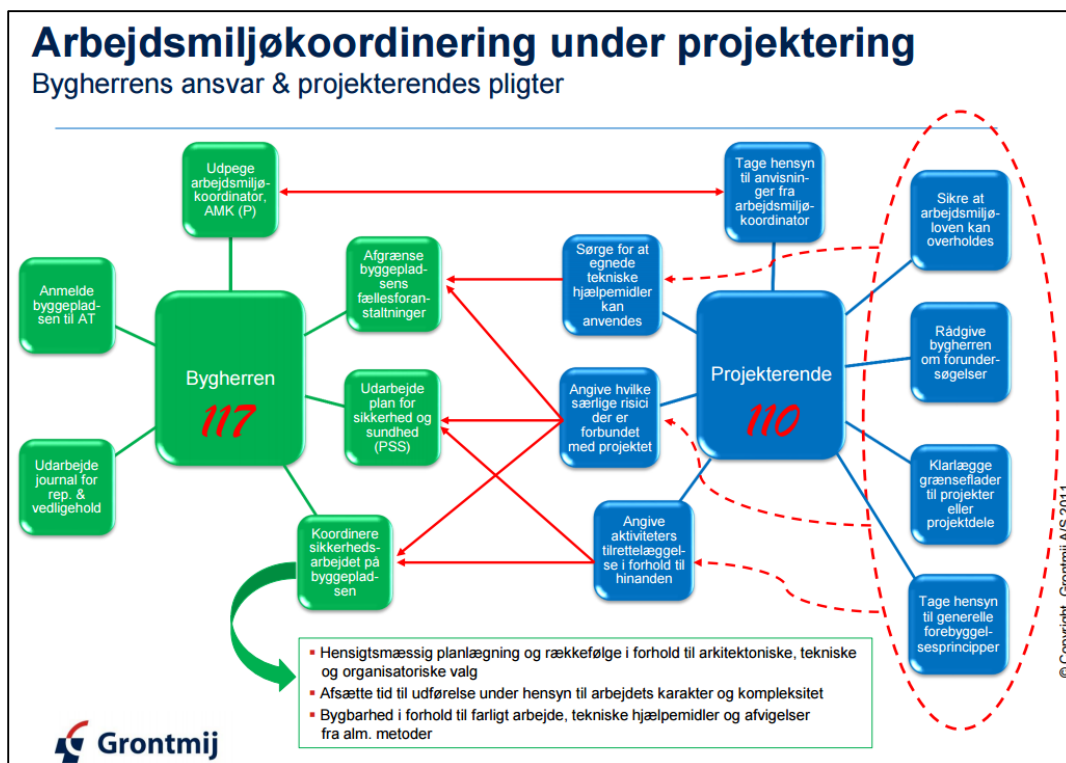 Arbejdsmiljøkoordinering under projektering
Bygherrens ansvar & projekterendes pligter
Udpege
arbejdsmiljø-
koordinator,
AMK (P)
Tage hensyn
til anvisnin-
ger fra
arbejdsmiljø-
koordinator
Sikre at
arbejdsmiljø-
loven kan
overholdes
Anmelde
byggeplad-
sen til AT
Afgrænse
byggeplad-
sens
fællesforan-
staltninger
Sørge for at
egnede
tekniske
hjælpemidler
kan
anvendes
Bygherren
117
Projekterende
110
Rådgive
bygherren
om forunder-
søgelser
Udarbejde
plan for
sikkerhed og
sundhed
(PSS)
Angive hvilke
særlige risici
der er
forbundet
med projektet
Udarbejde
journal for
rep. &
vedligehold
Klarlægge
grænseflader
til projekter
eller
projektdele
Koordinere
sikkerheds-
arbejdet på
byggeplad-
sen
Angive
aktiviteters
tilrettelæggel-
se i forhold til
hinanden
Tage hensyn
til generelle
forebyggel-
sesprincipper
▪ Hensigtsmæssig planlægning og rækkefølge i forhold til arkitektoniske, tekniske
og organisatoriske valg
▪ Afsætte tid til udførelse under hensyn til arbejdets karakter og kompleksitet
▪ Bygbarhed i forhold til farligt arbejde, tekniske hjælpemidler og afvigelser
fra alm. metoder
Grontmij
© Copyright Grontmij A/S 2011